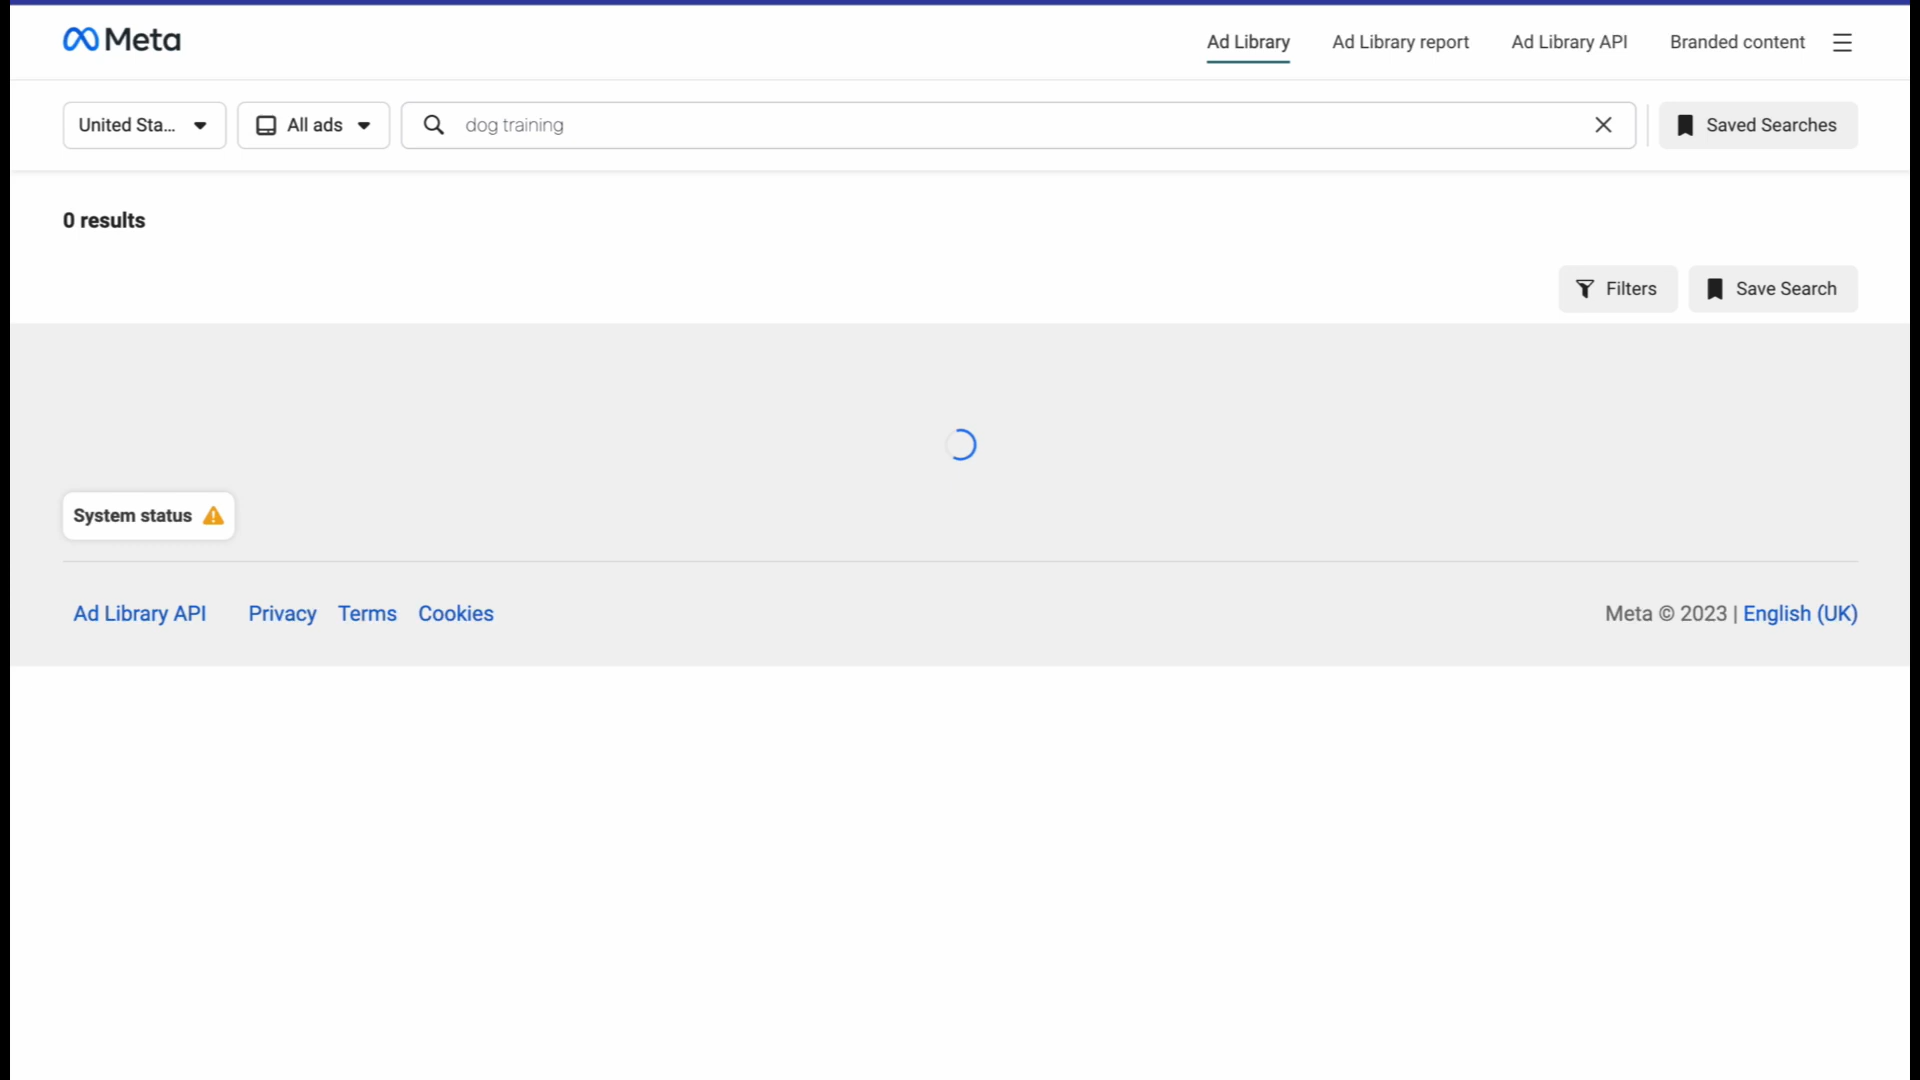 Meta
Ad Library
Ad Library report
Ad Library API
Branded content
United Sta...
All ads
dog training
Saved Searches
0 results
Filters
Save Search
System status
Ad Library API
Privacy
Terms
Cookies
Meta © 2023 | English (UK)